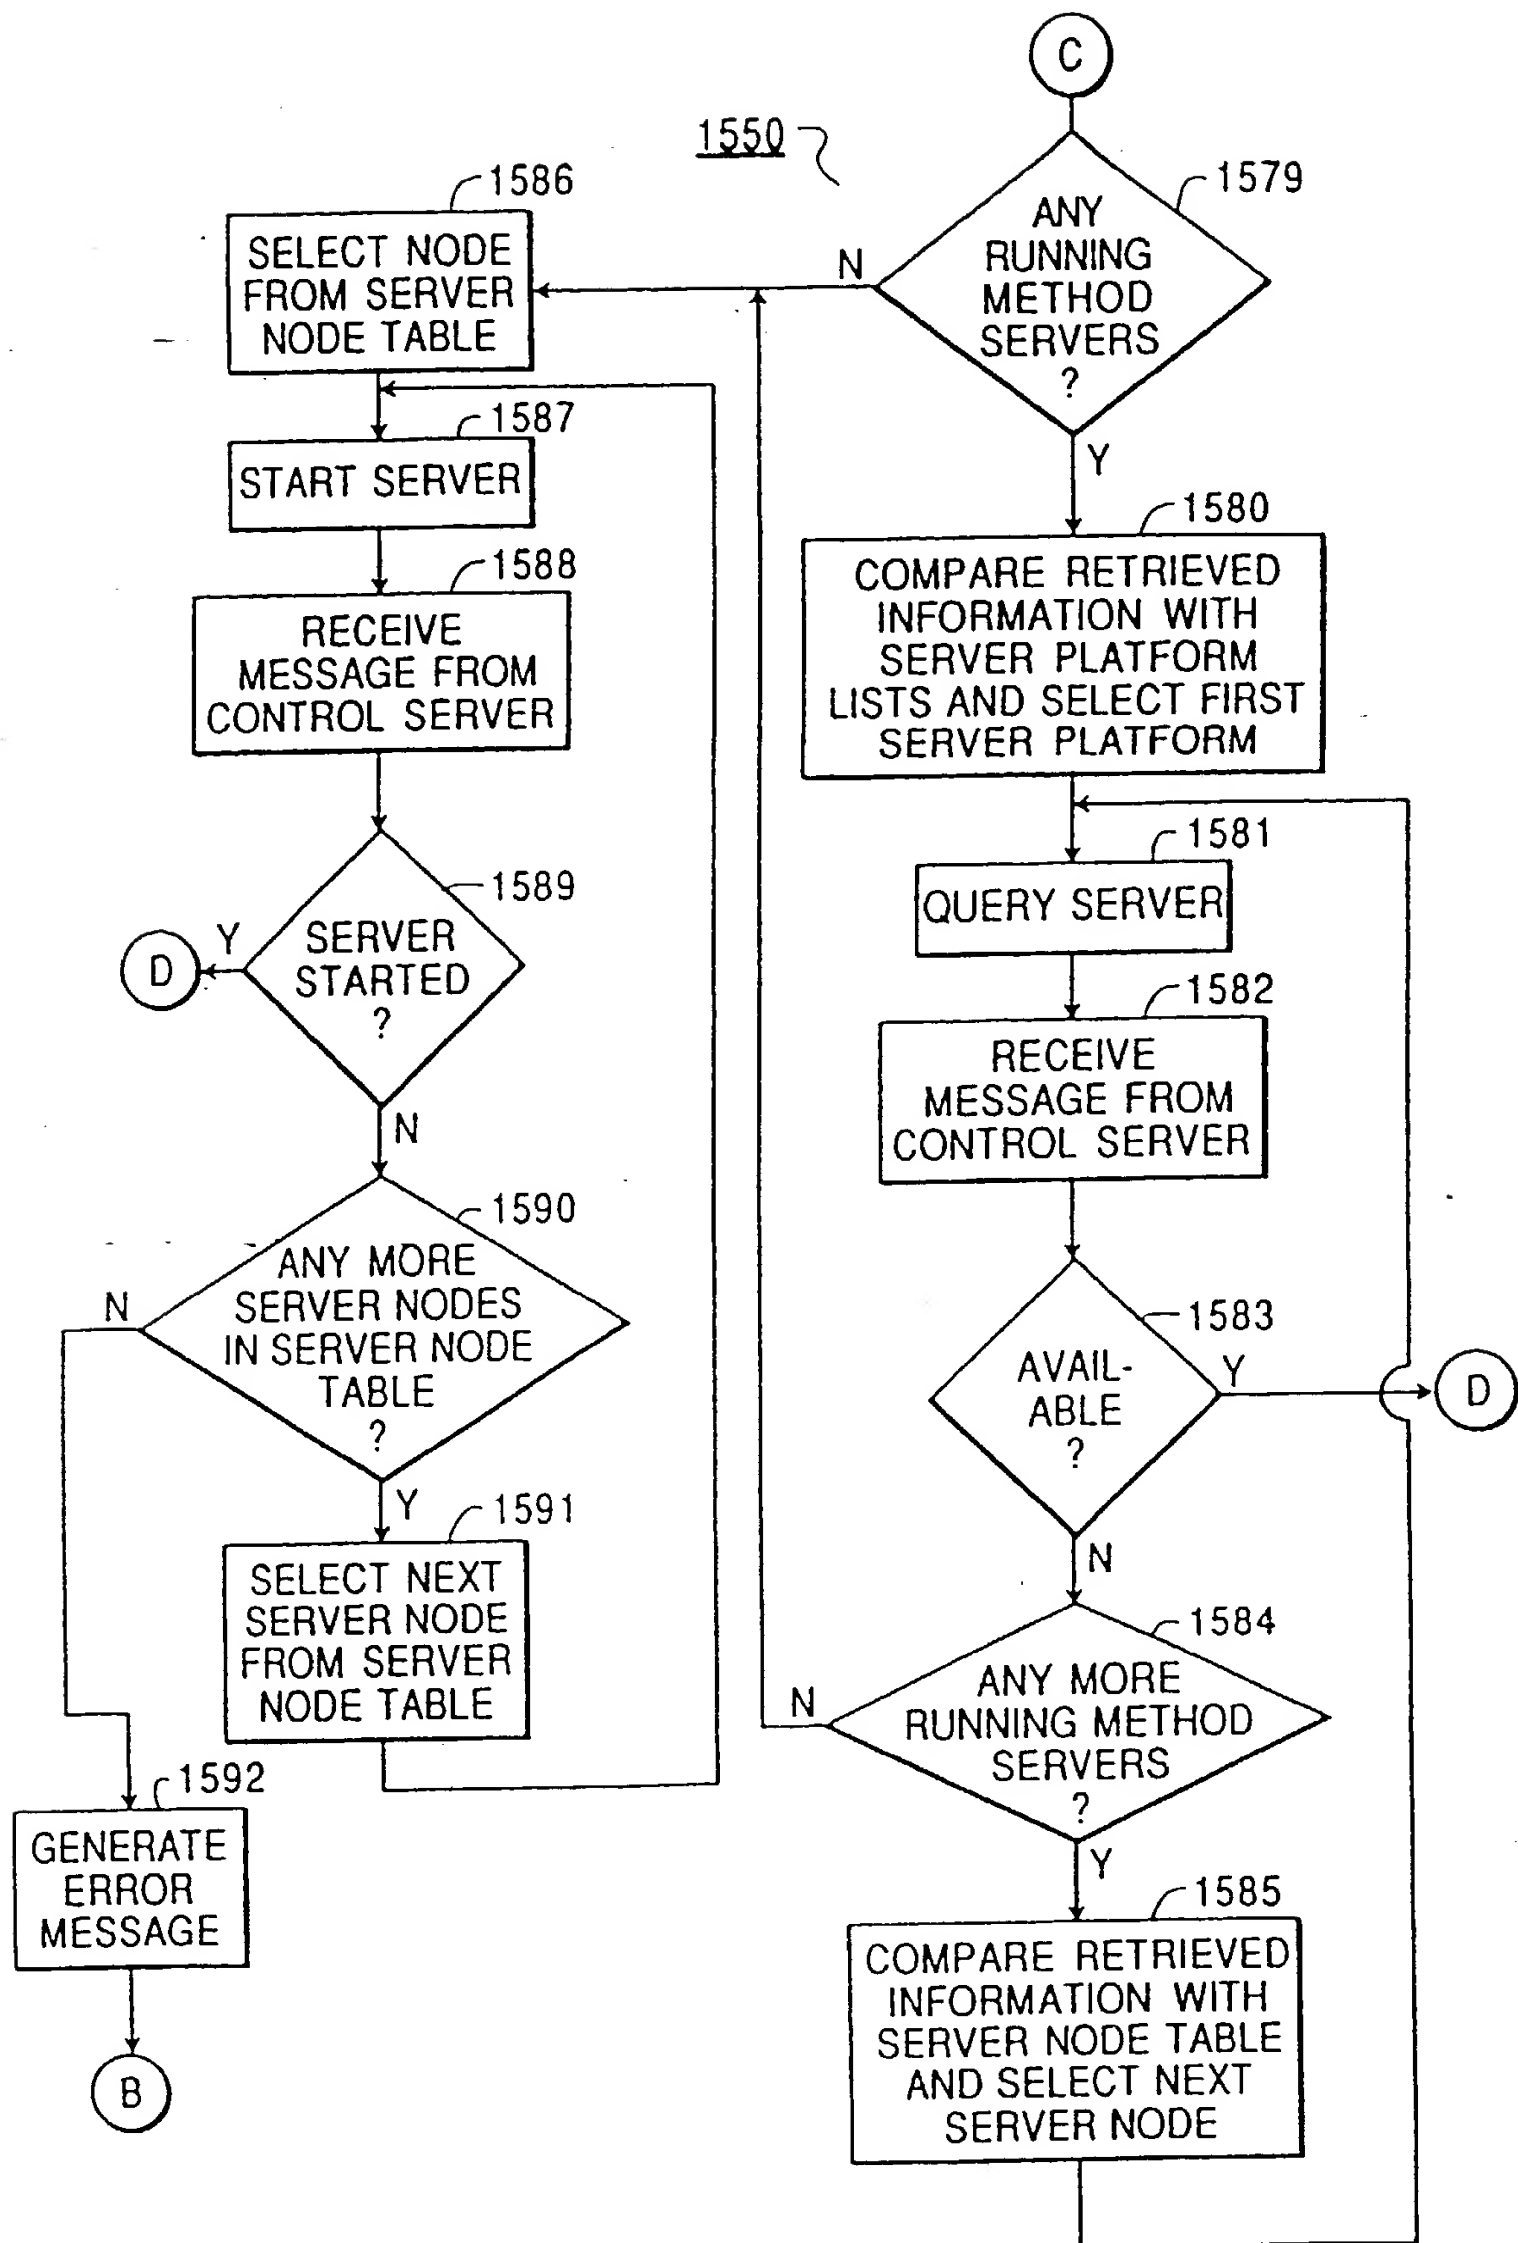 C
1550
1579
ANY
RUNNING
METHOD
SERVERS
?
N
Y
1580
COMPARE RETRIEVED
INFORMATION WITH
SERVER PLATFORM
LISTS AND SELECT FIRST
SERVER PLATFORM
1581
QUERY SERVER
1582
RECEIVE
MESSAGE FROM
CONTROL SERVER
1583
AVAIL-
ABLE
?
Y
D
N
1584
ANY MORE
RUNNING METHOD
SERVERS
?
N
Y
1585
COMPARE RETRIEVED
INFORMATION WITH
SERVER NODE TABLE
AND SELECT NEXT
SERVER NODE
1586
SELECT NODE
FROM SERVER
NODE TABLE
1587
START SERVER
1588
RECEIVE
MESSAGE FROM
CONTROL SERVER
1589
SERVER
STARTED
?
Y
D
N
1590
ANY MORE
SERVER NODES
IN SERVER NODE
TABLE
?
N
Y
1591
SELECT NEXT
SERVER NODE
FROM SERVER
NODE TABLE
1592
GENERATE
ERROR
MESSAGE
B